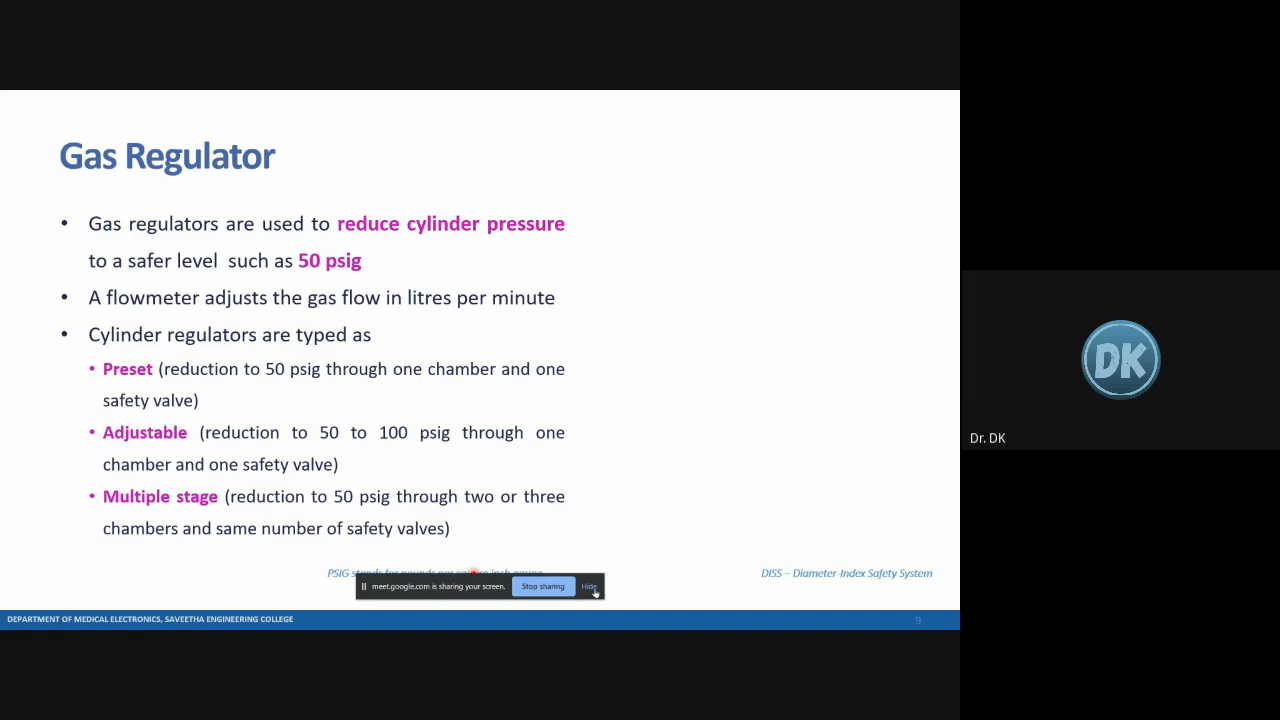 Gas Regulator
• Gas regulators are used to reduce cylinder pressure
to a safer level such as 50 psig
• A flowmeter adjusts the gas flow in litres per minute
• Cylinder regulators are typed as
• Preset (reduction to 50 psig through one chamber and one
safety valve)
• Adjustable (reduction to 50 to 100 psig through one
chamber and one safety valve)
• Multiple stage (reduction to 50 psig through two or three
chambers and same number of safety valves)
PSIG stands for pounds per square inch gauge
DISS – Diameter-Index Safety System
meet.google.com is sharing your screen. Stop sharing Hide
DEPARTMENT OF MEDICAL ELECTRONICS, SAVEETHA ENGINEERING COLLEGE
9
DK
Dr. DK